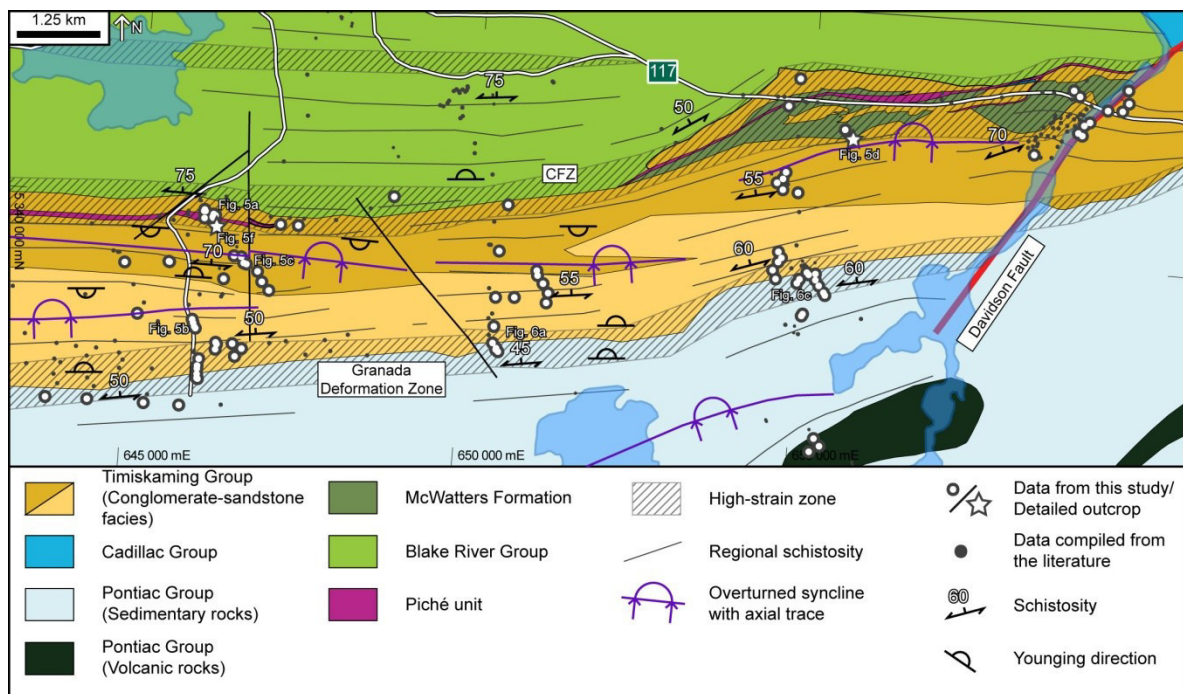 1.25 km
N
117
75
50
75
CFZ
Fig. 5d
70
55
Fig. 5a
Fig. 5f
70
Fig. 5c
5 340 000 mN
60
60
Fig. 6c
55
50
Fig. 5b
Fig. 6a
45
50
Granada
Deformation Zone
Davidson Fault
645 000 mE
650 000 mE
Timiskaming Group
(Conglomerate-sandstone
facies)
Cadillac Group
Pontiac Group
(Sedimentary rocks)
Pontiac Group
(Volcanic rocks)
McWatters Formation
Blake River Group
Piché unit
High-strain zone
Regional schistosity
Overturned syncline
with axial trace
Data from this study/
Detailed outcrop
Data compiled from
the literature
60
Schistosity
Younging direction